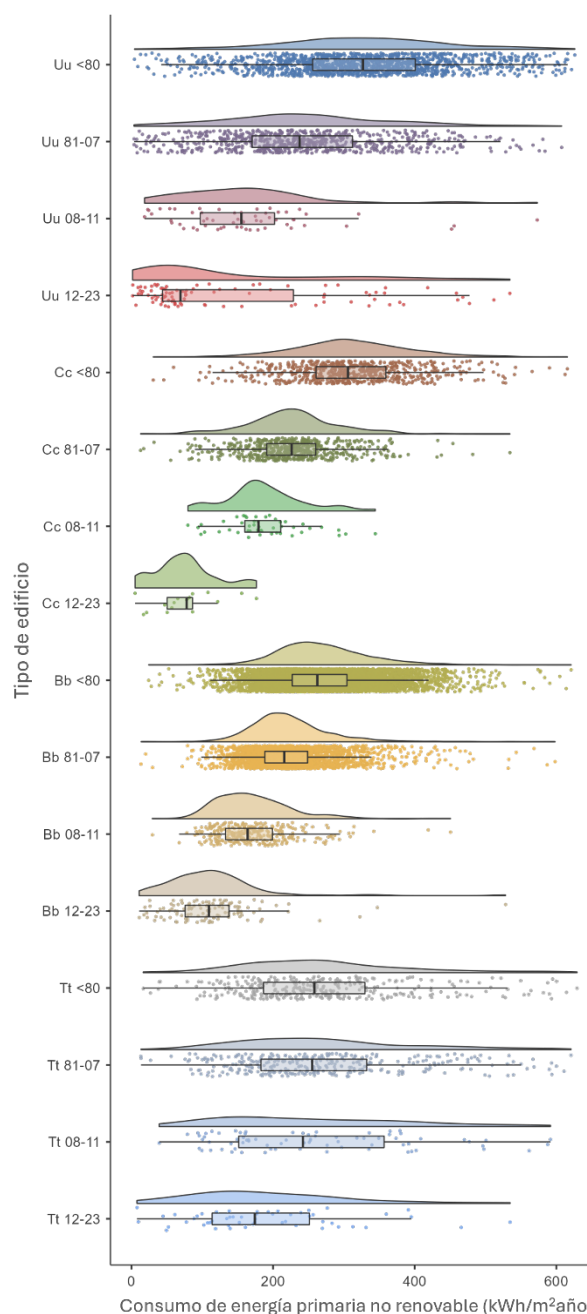 Uu <80
Uu 81-07
Uu 08-11
Uu 12-23
Cc <80
Cc 81-07
Cc 08-11
Cc 12-23
Bb <80
Bb 81-07
Bb 08-11
Bb 12-23
Tt <80
Tt 81-07
Tt 08-11
Tt 12-23
Tipo de edificio
0 200 400 600
Consumo de energía primaria no renovable (kWh/m²año